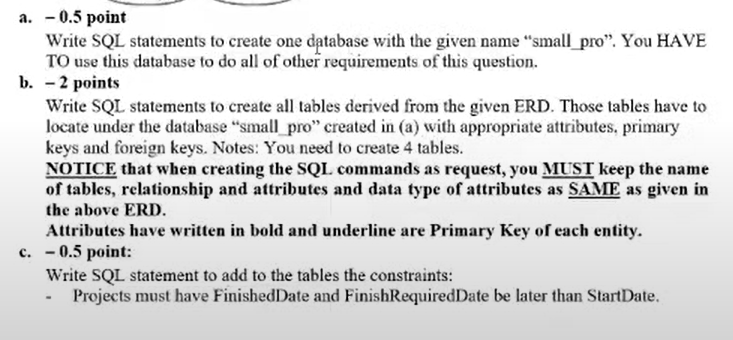 a. – 0.5 point
Write SQL statements to create one database with the given name “small_pro”. You HAVE
TO use this database to do all of other requirements of this question.
b. – 2 points
Write SQL statements to create all tables derived from the given ERD. Those tables have to
locate under the database “small_pro” created in (a) with appropriate attributes, primary
keys and foreign keys. Notes: You need to create 4 tables.
NOTICE that when creating the SQL commands as request, you MUST keep the name
of tables, relationship and attributes and data type of attributes as SAME as given in
the above ERD.
Attributes have written in bold and underline are Primary Key of each entity.
c. – 0.5 point:
Write SQL statement to add to the tables the constraints:
- Projects must have FinishedDate and FinishRequiredDate be later than StartDate.